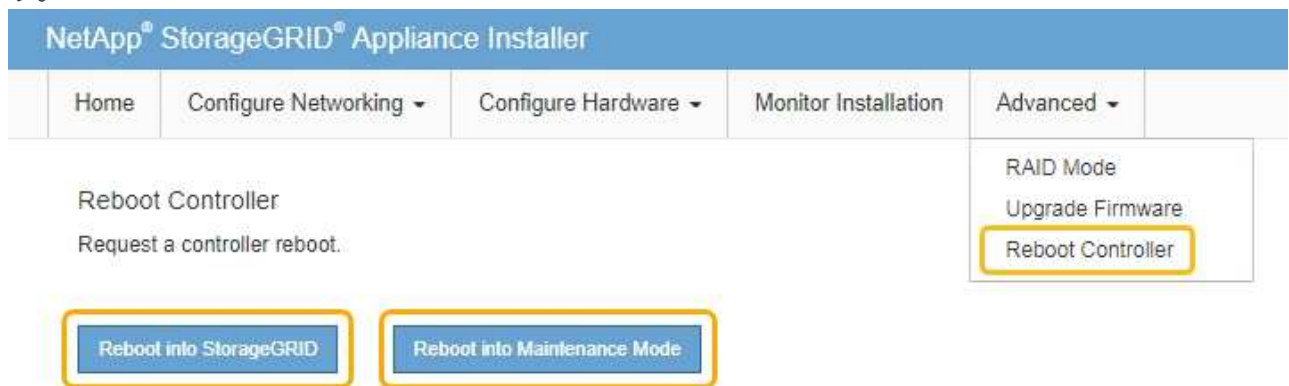 NetApp® StorageGRID® Appliance Installer
Home Configure Networking Configure Hardware Monitor Installation Advanced
RAID Mode
Upgrade Firmware
Reboot Controller
Reboot Controller
Request a controller reboot.
Reboot into StorageGRID Reboot into Maintenance Mode